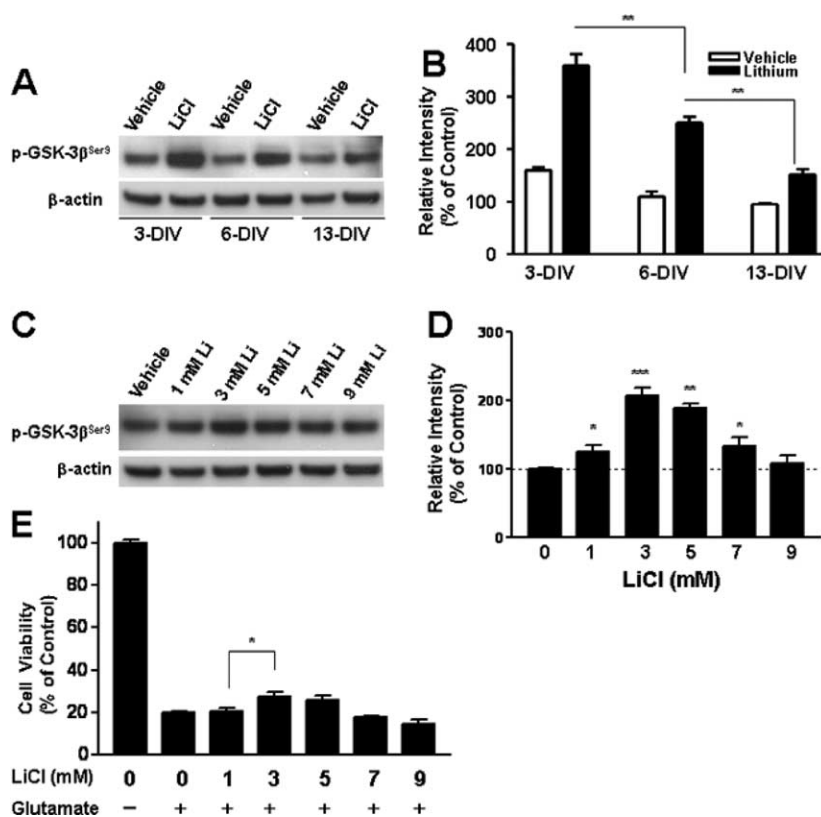 A
Vehicle LiCl Vehicle LiCl Vehicle LiCl
p-GSK-3β^Ser9
β-actin
3-DIV 6-DIV 13-DIV
B
Relative Intensity
(% of Control)
400
300
200
100
0
**
**
Vehicle
Lithium
3-DIV 6-DIV 13-DIV
C
Vehicle 1 mM Li 3 mM Li 5 mM Li 7 mM Li 9 mM Li
p-GSK-3β^Ser9
β-actin
D
Relative Intensity
(% of Control)
300
200
100
0
* *** ** *
0 1 3 5 7 9
LiCl (mM)
E
Cell Viability
(% of Control)
100
80
60
40
20
0
*
LiCl (mM) 0 0 1 3 5 7 9
Glutamate – + + + + + +